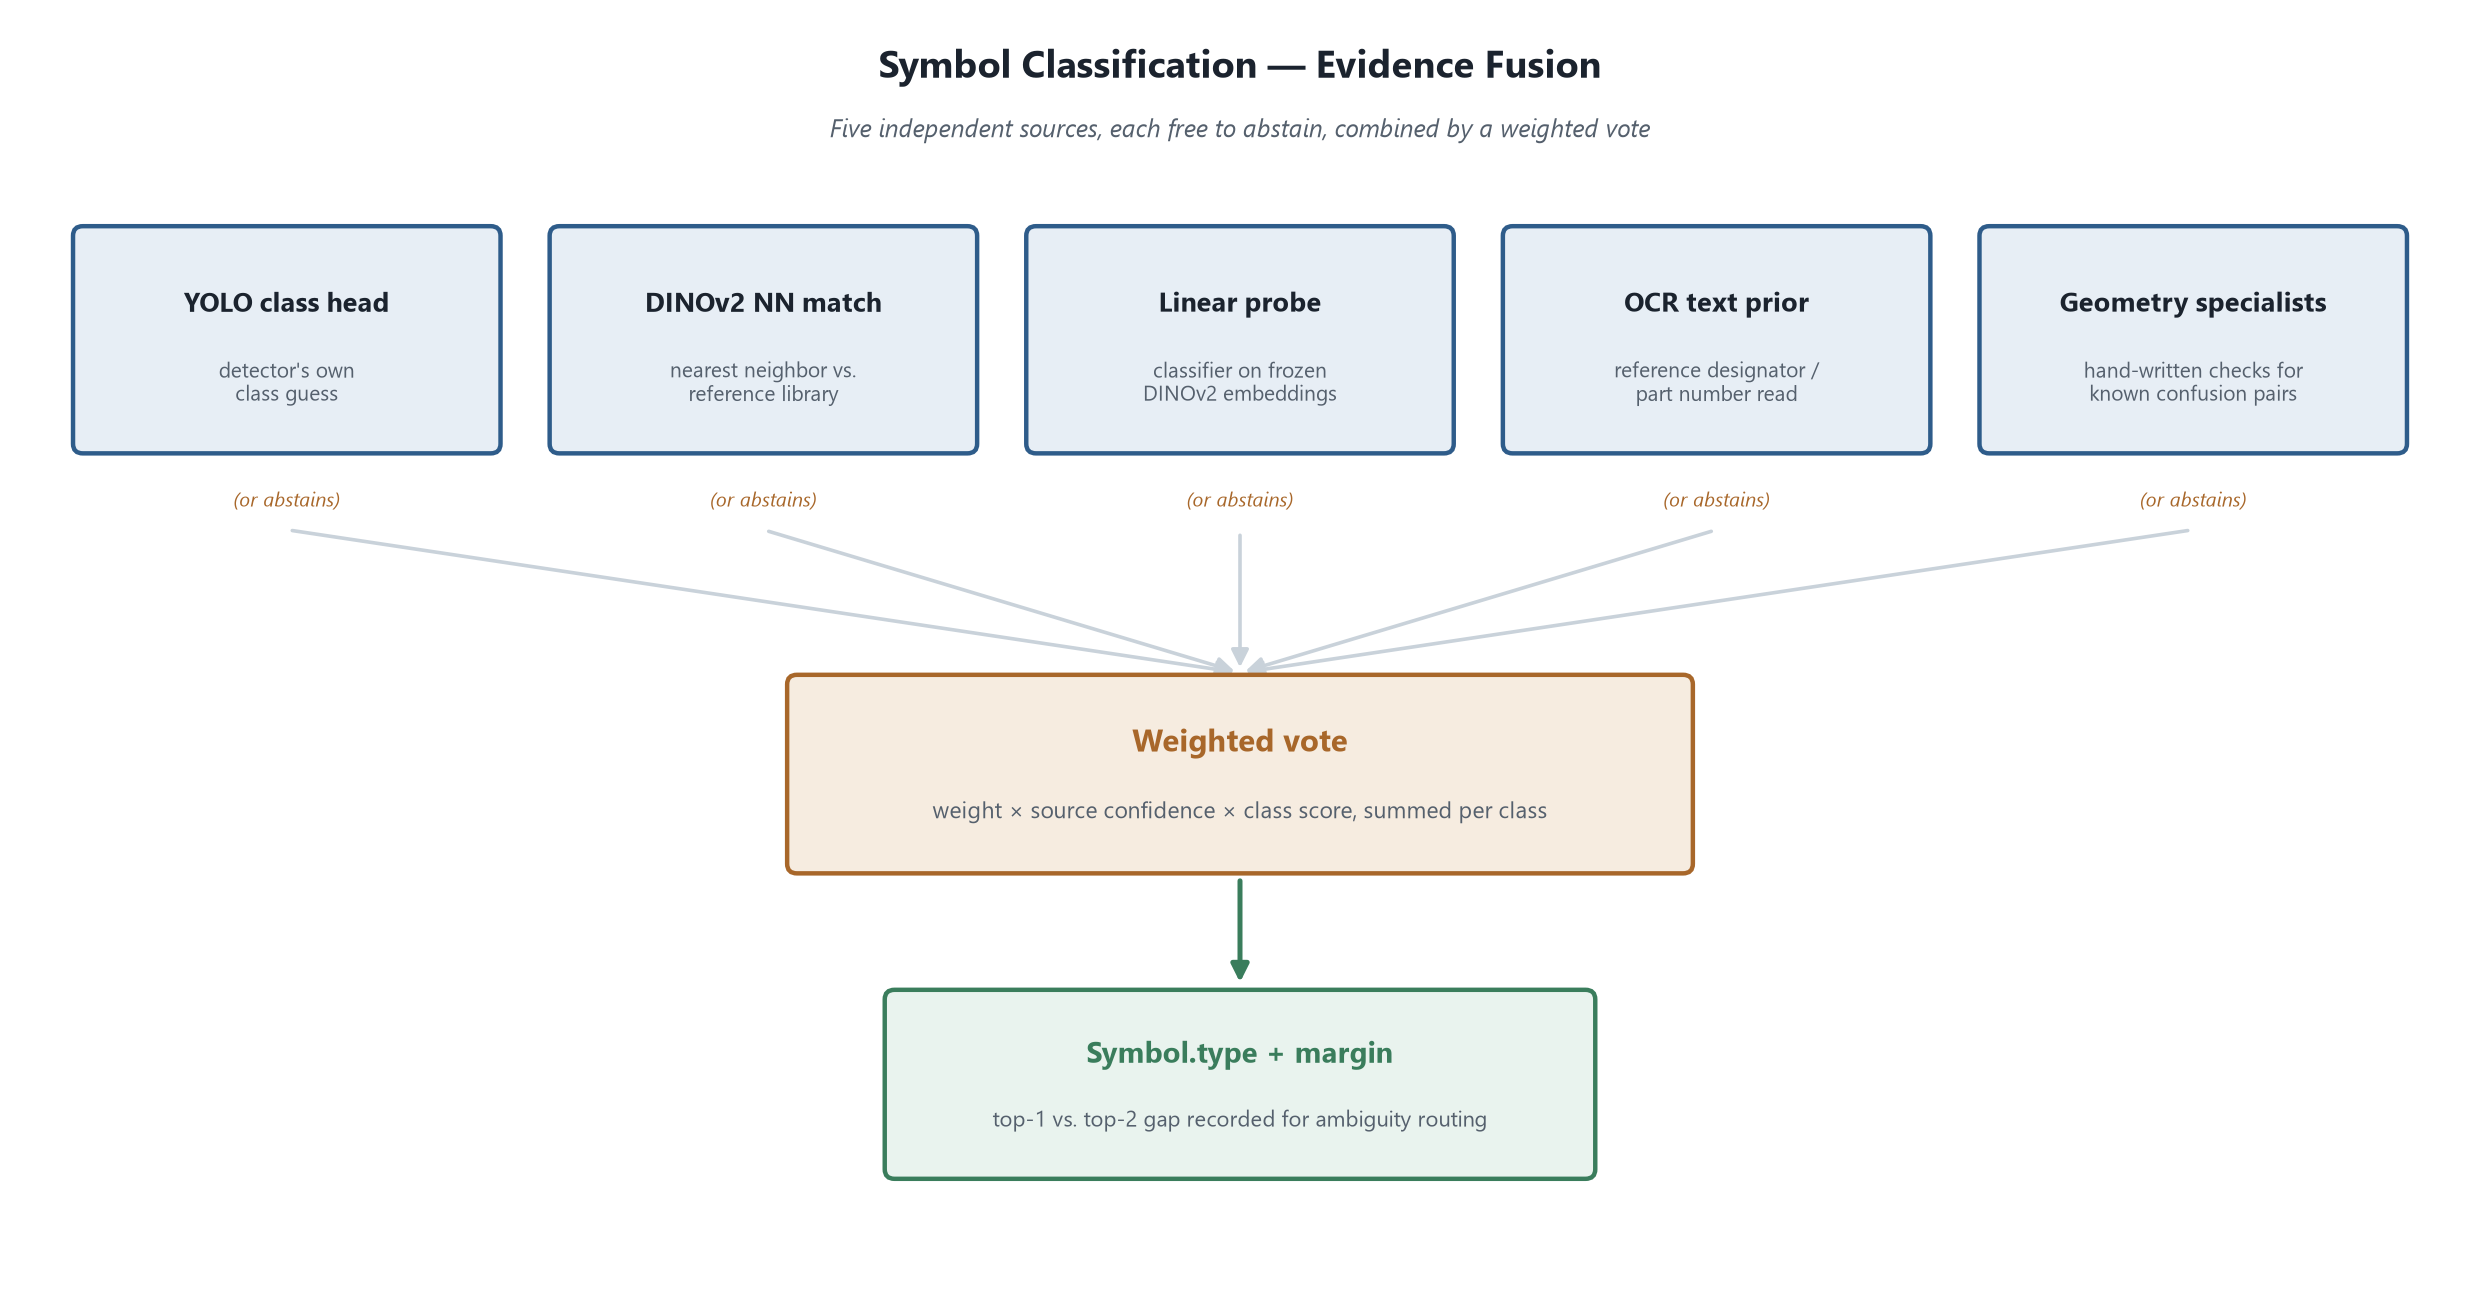 Symbol Classification — Evidence Fusion
Five independent sources, each free to abstain, combined by a weighted vote
YOLO class head
detector's own
class guess
(or abstains)
DINOv2 NN match
nearest neighbor vs.
reference library
(or abstains)
Linear probe
classifier on frozen
DINOv2 embeddings
(or abstains)
OCR text prior
reference designator /
part number read
(or abstains)
Geometry specialists
hand-written checks for
known confusion pairs
(or abstains)
Weighted vote
weight × source confidence × class score, summed per class
Symbol.type + margin
top-1 vs. top-2 gap recorded for ambiguity routing